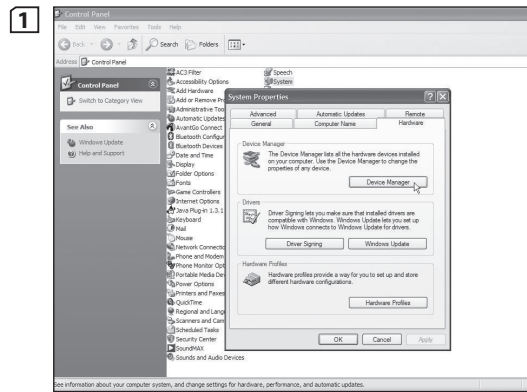 1
Control Panel
File Edit View Favorites Tools Help
Back Search Folders
Address Control Panel
Control Panel
Switch to Category View
See Also
Windows Update
Help and Support
AC3 Filter
Accessibility Options
Add Hardware
Add or Remove Pro
Administrative Too
Automatic Updates
AvantGo Connect
Bluetooth Configur
Bluetooth Devices
Date and Time
Display
Folder Options
Fonts
Game Controllers
Internet Options
Java Plug-in 1.3.1
Keyboard
Mail
Mouse
Network Connectio
Phone and Modem
Phone Monitor Opt
Portable Media Dev
Power Options
Printers and Faxes
QuickTime
Regional and Lang
Scanners and Cam
Scheduled Tasks
Security Center
SoundMAX
Sounds and Audio Devices
Speech
System
System Properties
Advanced Automatic Updates Remote
General Computer Name Hardware
Device Manager
The Device Manager lists all the hardware devices installed
on your computer. Use the Device Manager to change the
properties of any device.
Device Manager
Drivers
Driver Signing lets you make sure that installed drivers are
compatible with Windows. Windows Update lets you set up
how Windows connects to Windows Update for drivers.
Driver Signing Windows Update
Hardware Profiles
Hardware profiles provide a way for you to set up and store
different hardware configurations.
Hardware Profiles
OK Cancel Apply
See information about your computer system, and change settings for hardware, performance, and automatic updates.